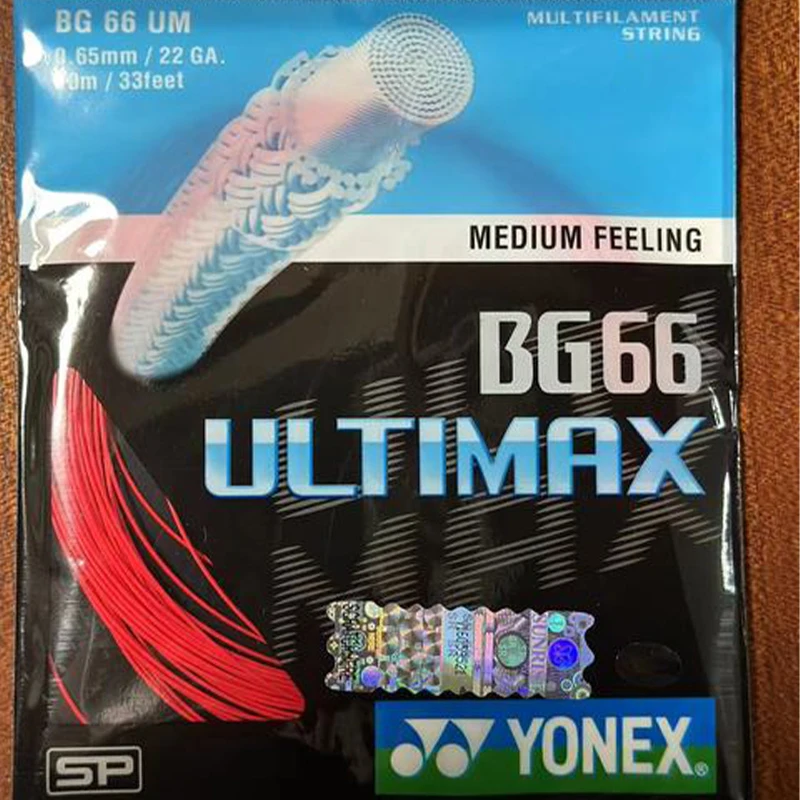 BG 66 UM
MULTIFILAMENT
STRING
0.65mm / 22 GA.
10m / 33feet
MEDIUM FEELING
BG66
ULTIMAX
SUNRISE
SP
YONEX®